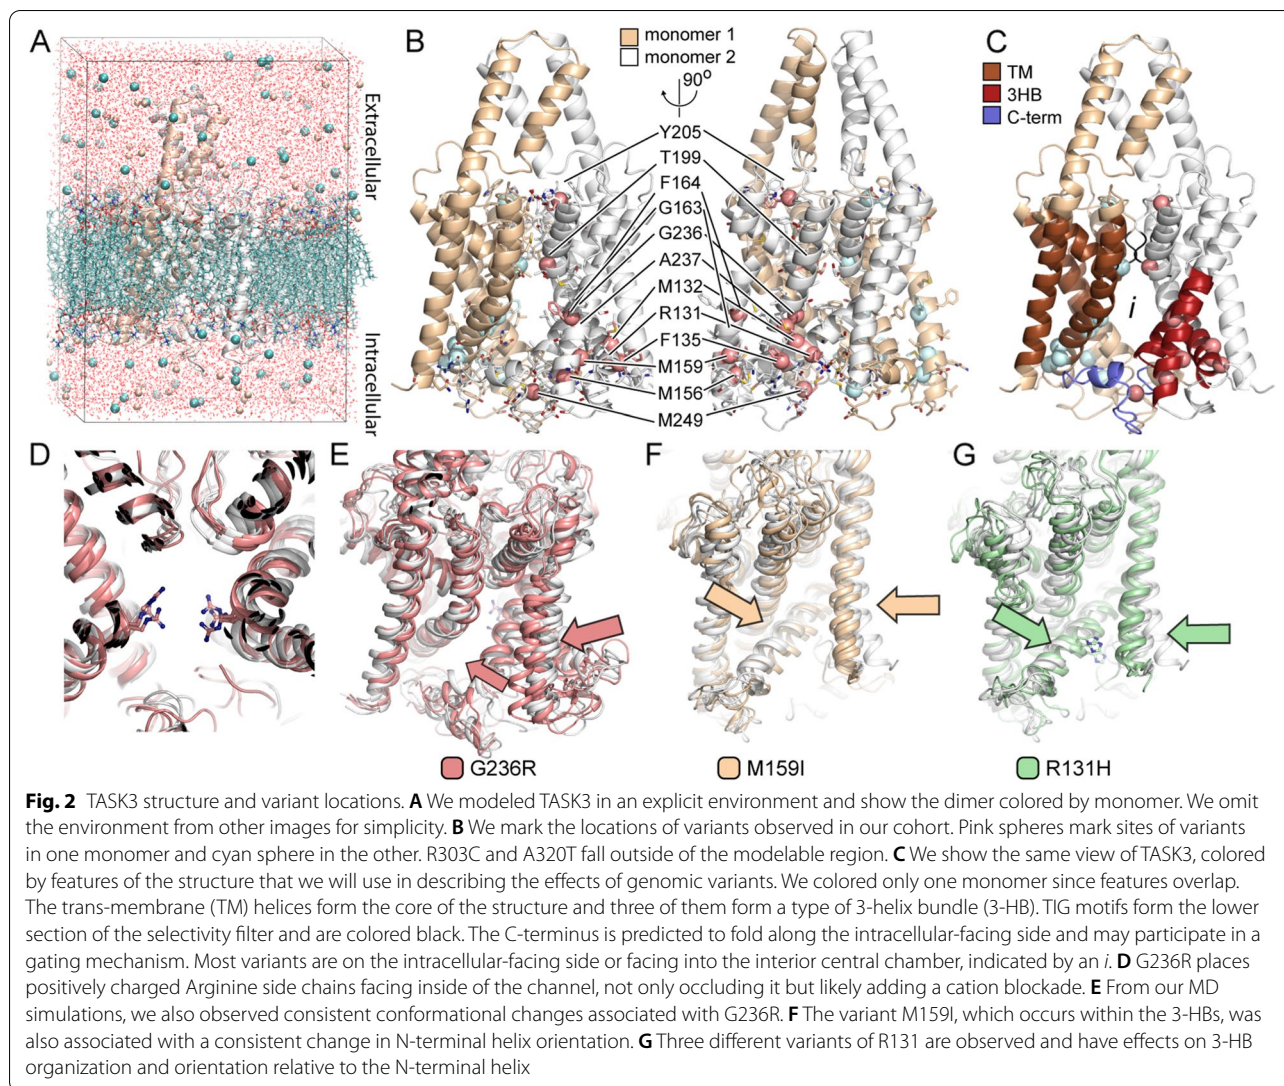 A
Extracellular
Intracellular
B
monomer 1
monomer 2
90°
Y205
T199
F164
G163
G236
A237
M132
R131
F135
M159
M156
M249
C
TM
3HB
C-term
i
D
E
F
G
G236R
M159I
R131H
Fig. 2 TASK3 structure and variant locations. A We modeled TASK3 in an explicit environment and show the dimer colored by monomer. We omit
the environment from other images for simplicity. B We mark the locations of variants observed in our cohort. Pink spheres mark sites of variants
in one monomer and cyan sphere in the other. R303C and A320T fall outside of the modelable region. C We show the same view of TASK3, colored
by features of the structure that we will use in describing the effects of genomic variants. We colored only one monomer since features overlap.
The trans-membrane (TM) helices form the core of the structure and three of them form a type of 3-helix bundle (3-HB). TIG motifs form the lower
section of the selectivity filter and are colored black. The C-terminus is predicted to fold along the intracellular-facing side and may participate in a
gating mechanism. Most variants are on the intracellular-facing side or facing into the interior central chamber, indicated by an i. D G236R places
positively charged Arginine side chains facing inside of the channel, not only occluding it but likely adding a cation blockade. E From our MD
simulations, we also observed consistent conformational changes associated with G236R. F The variant M159I, which occurs within the 3-HBs, was
also associated with a consistent change in N-terminal helix orientation. G Three different variants of R131 are observed and have effects on 3-HB
organization and orientation relative to the N-terminal helix